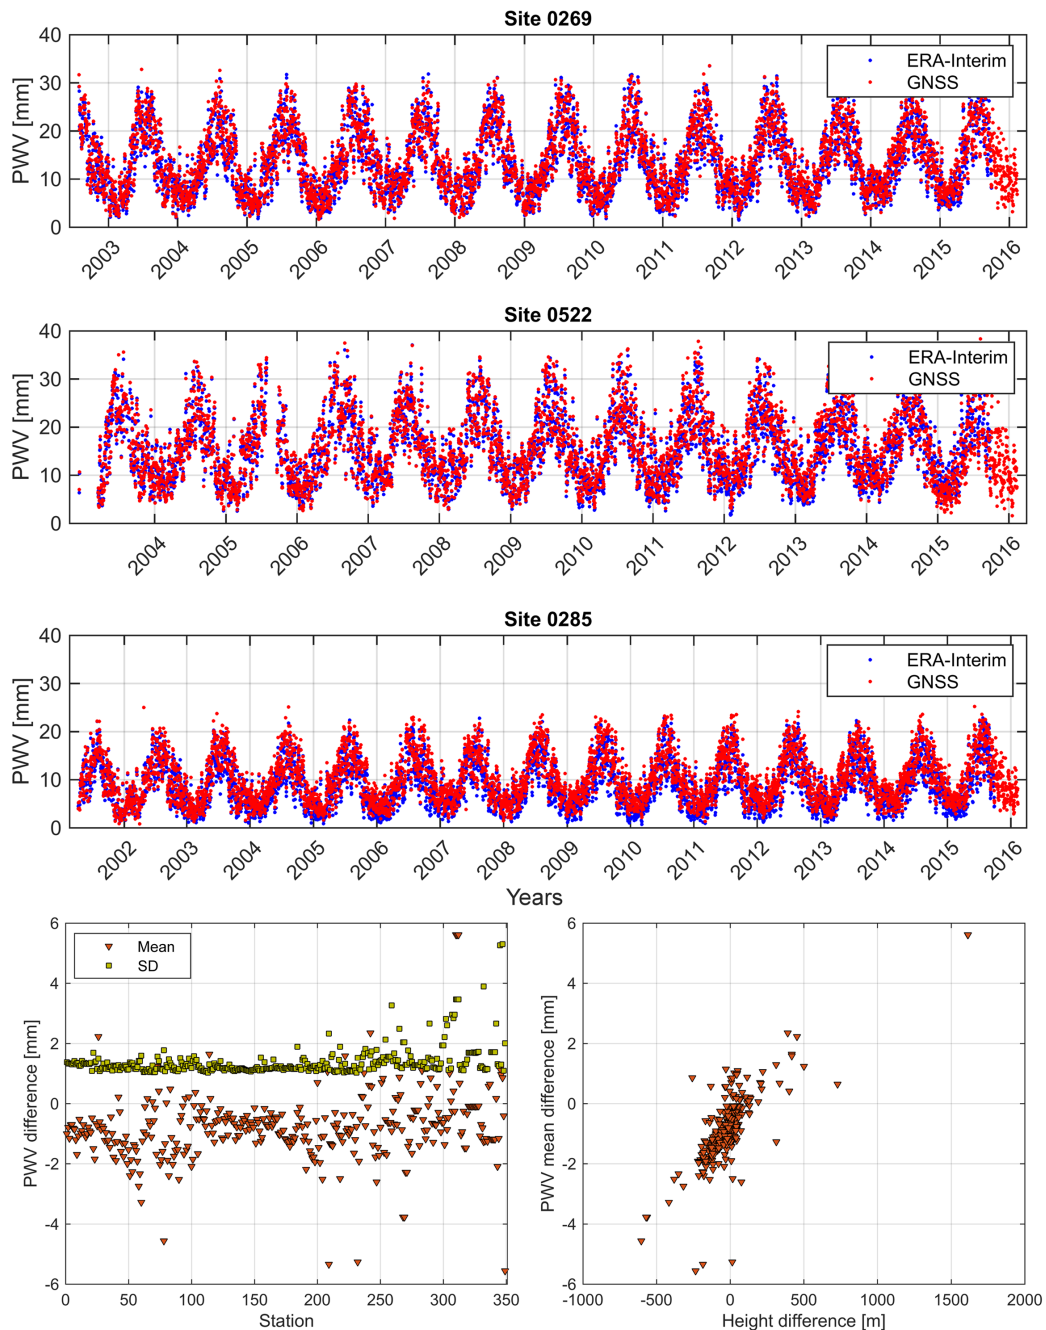 Site 0269
40
30
20
10
0
PWV [mm]
ERA-Interim
GNSS
2003 2004 2005 2006 2007 2008 2009 2010 2011 2012 2013 2014 2015 2016
Site 0522
40
30
20
10
0
PWV [mm]
ERA-Interim
GNSS
2004 2005 2006 2007 2008 2009 2010 2011 2012 2013 2014 2015 2016
Site 0285
40
30
20
10
0
PWV [mm]
ERA-Interim
GNSS
2002 2003 2004 2005 2006 2007 2008 2009 2010 2011 2012 2013 2014 2015 2016
Years
6
4
2
0
-2
-4
-6
PWV difference [mm]
Mean
SD
0 50 100 150 200 250 300 350
Station
6
4
2
0
-2
-4
-6
PWV mean difference [mm]
-1000 -500 0 500 1000 1500 2000
Height difference [m]